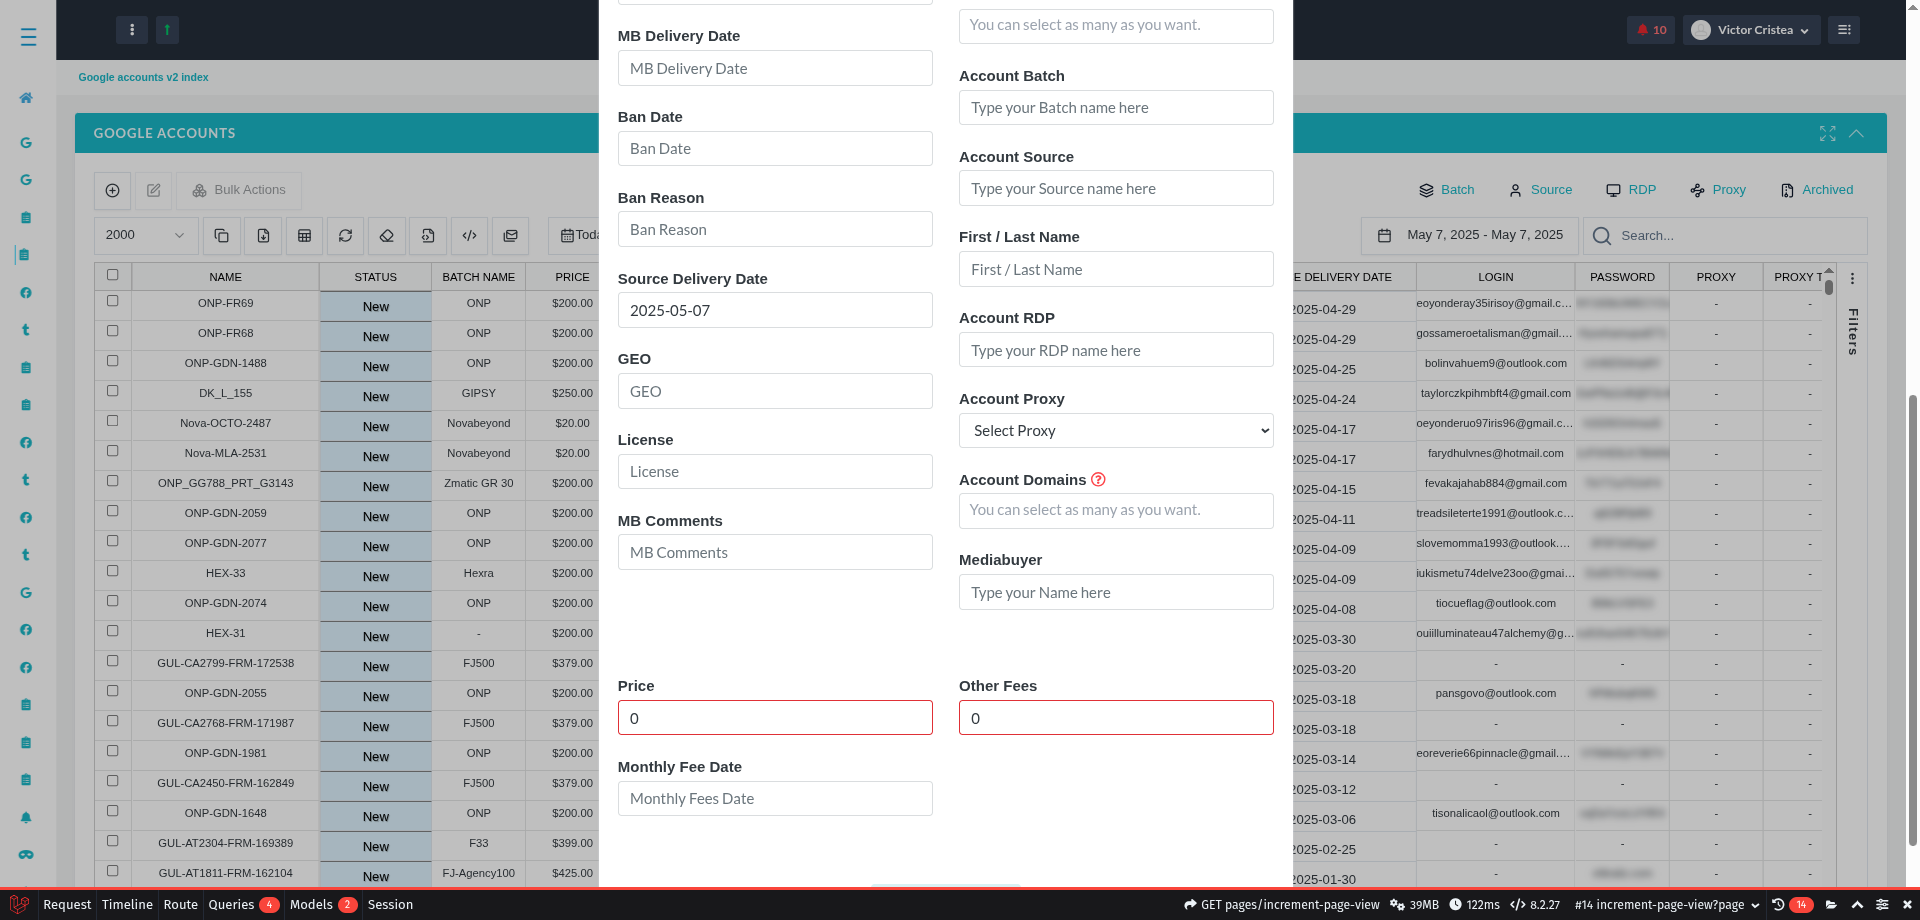 10
Victor Cristea
Google accounts v2 index
GOOGLE ACCOUNTS
Bulk Actions
Batch
Source
RDP
Proxy
Archived
2000
Toda
May 7, 2025 - May 7, 2025
Search...
NAME STATUS BATCH NAME PRICE
ONP-FR69 New ONP $200.00
ONP-FR68 New ONP $200.00
ONP-GDN-1488 New ONP $200.00
DK_L_155 New GIPSY $250.00
Nova-OCTO-2487 New Novabeyond $20.00
Nova-MLA-2531 New Novabeyond $20.00
ONP_GG788_PRT_G3143 New Zmatic GR 30 $200.00
ONP-GDN-2059 New ONP $200.00
ONP-GDN-2077 New ONP $200.00
HEX-33 New Hexra $200.00
ONP-GDN-2074 New ONP $200.00
HEX-31 New - $200.00
GUL-CA2799-FRM-172538 New FJ500 $379.00
ONP-GDN-2055 New ONP $200.00
GUL-CA2768-FRM-171987 New FJ500 $379.00
ONP-GDN-1981 New ONP $200.00
GUL-CA2450-FRM-162849 New FJ500 $379.00
ONP-GDN-1648 New ONP $200.00
GUL-AT2304-FRM-169389 New F33 $399.00
GUL-AT1811-FRM-162104 New FJ-Agency100 $425.00
MB Delivery Date
MB Delivery Date
Ban Date
Ban Date
Ban Reason
Ban Reason
Source Delivery Date
2025-05-07
GEO
GEO
License
License
MB Comments
MB Comments
You can select as many as you want.
Account Batch
Type your Batch name here
Account Source
Type your Source name here
First / Last Name
First / Last Name
Account RDP
Type your RDP name here
Account Proxy
Select Proxy
Account Domains ?
You can select as many as you want.
Mediabuyer
Type your Name here
Price
0
Other Fees
0
Monthly Fee Date
Monthly Fees Date
E DELIVERY DATE LOGIN PASSWORD PROXY PROXY T
2025-04-29 eoyonderay35irisoy@gmail.c... - -
2025-04-29 gossameroetalisman@gmail.... - -
2025-04-25 bolinvahuem9@outlook.com - -
2025-04-24 taylorczkpihmbft4@gmail.com - -
2025-04-17 oeyonderuo97iris96@gmail.c... - -
2025-04-17 farydhulvnes@hotmail.com - -
2025-04-15 fevakajahab884@gmail.com - -
2025-04-11 treadsileterte1991@outlook.c... - -
2025-04-09 slovemomma1993@outlook.... - -
2025-04-09 iukismetu74delve23oo@gmai... - -
2025-04-08 tiocueflag@outlook.com - -
2025-03-30 ouiilluminateau47alchemy@g... - -
2025-03-20 - - - -
2025-03-18 pansgovo@outlook.com - -
2025-03-18 - - - -
2025-03-14 eoreverie66pinnacle@gmail.... - -
2025-03-12 - - - -
2025-03-06 tisonalicaol@outlook.com - -
2025-02-25 - - - -
2025-01-30 - - -
Filters
Request Timeline Route Queries 4 Models 2 Session
GET pages/increment-page-view 39MB 122ms 8.2.27 #14 increment-page-view?page 14